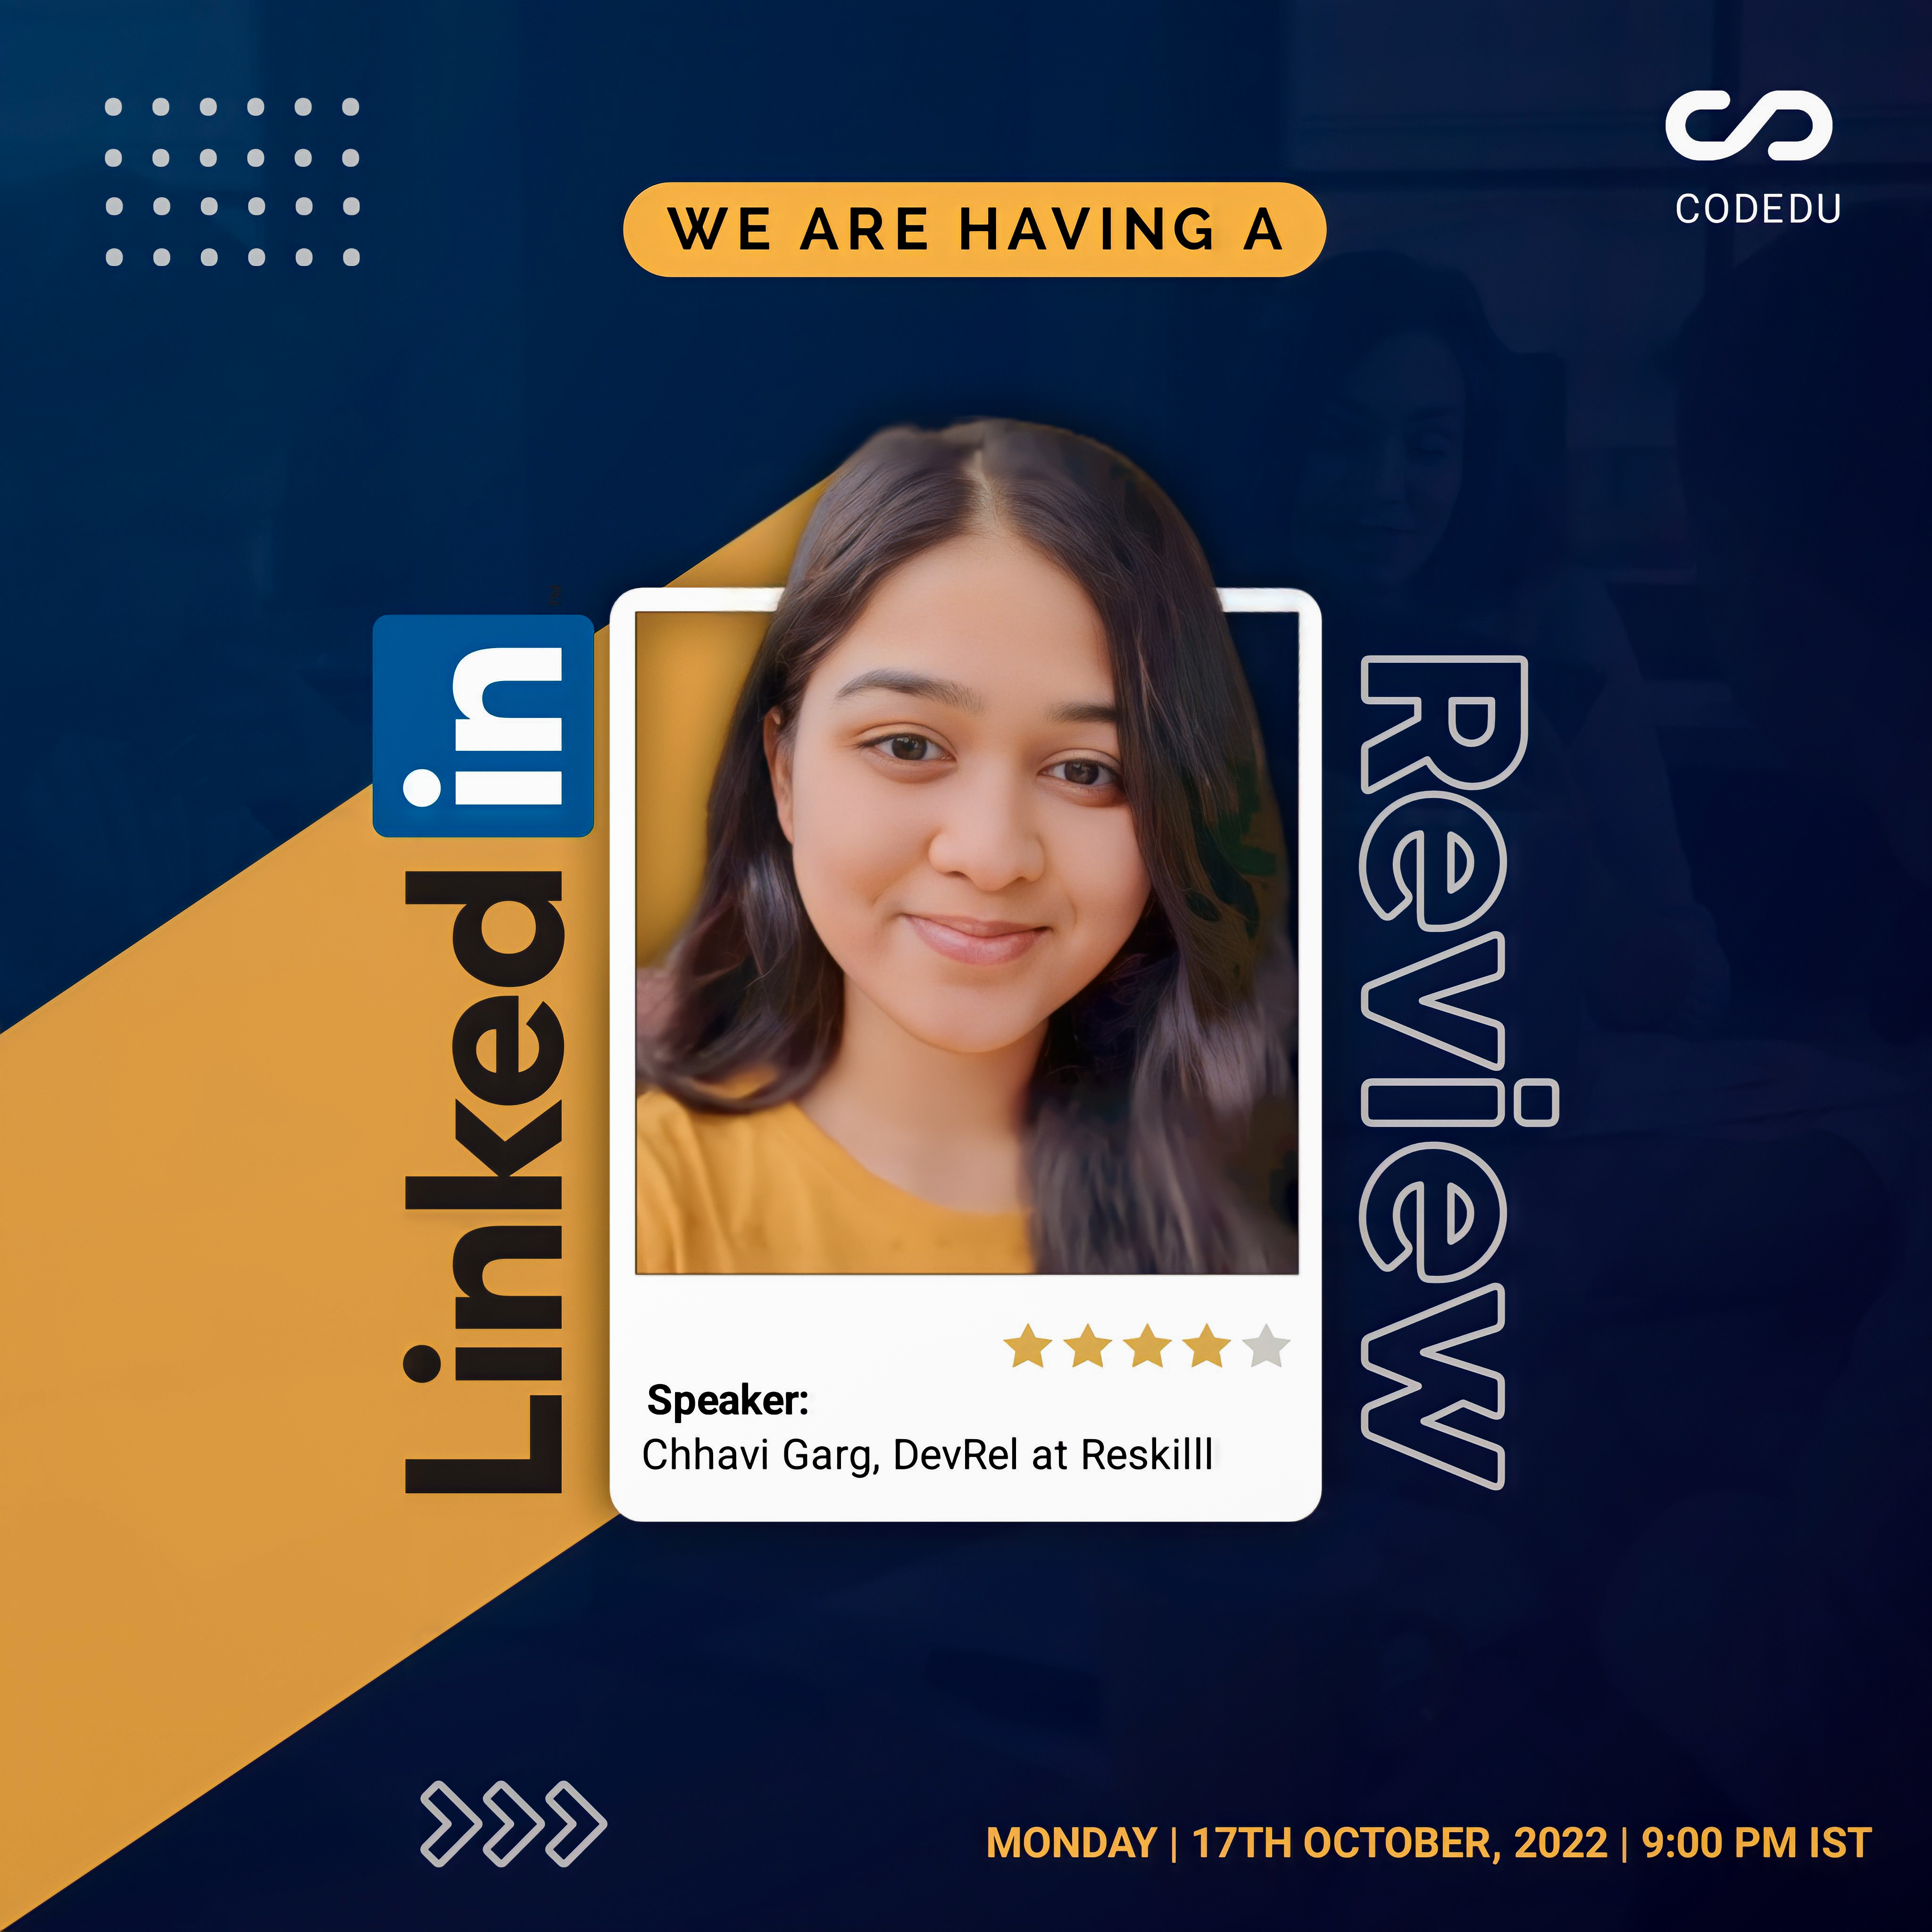 CODEDU
WE ARE HAVING A
Linked in
Review
Speaker:
Chhavi Garg, DevRel at Reskilll
MONDAY | 17TH OCTOBER, 2022 | 9:00 PM IST